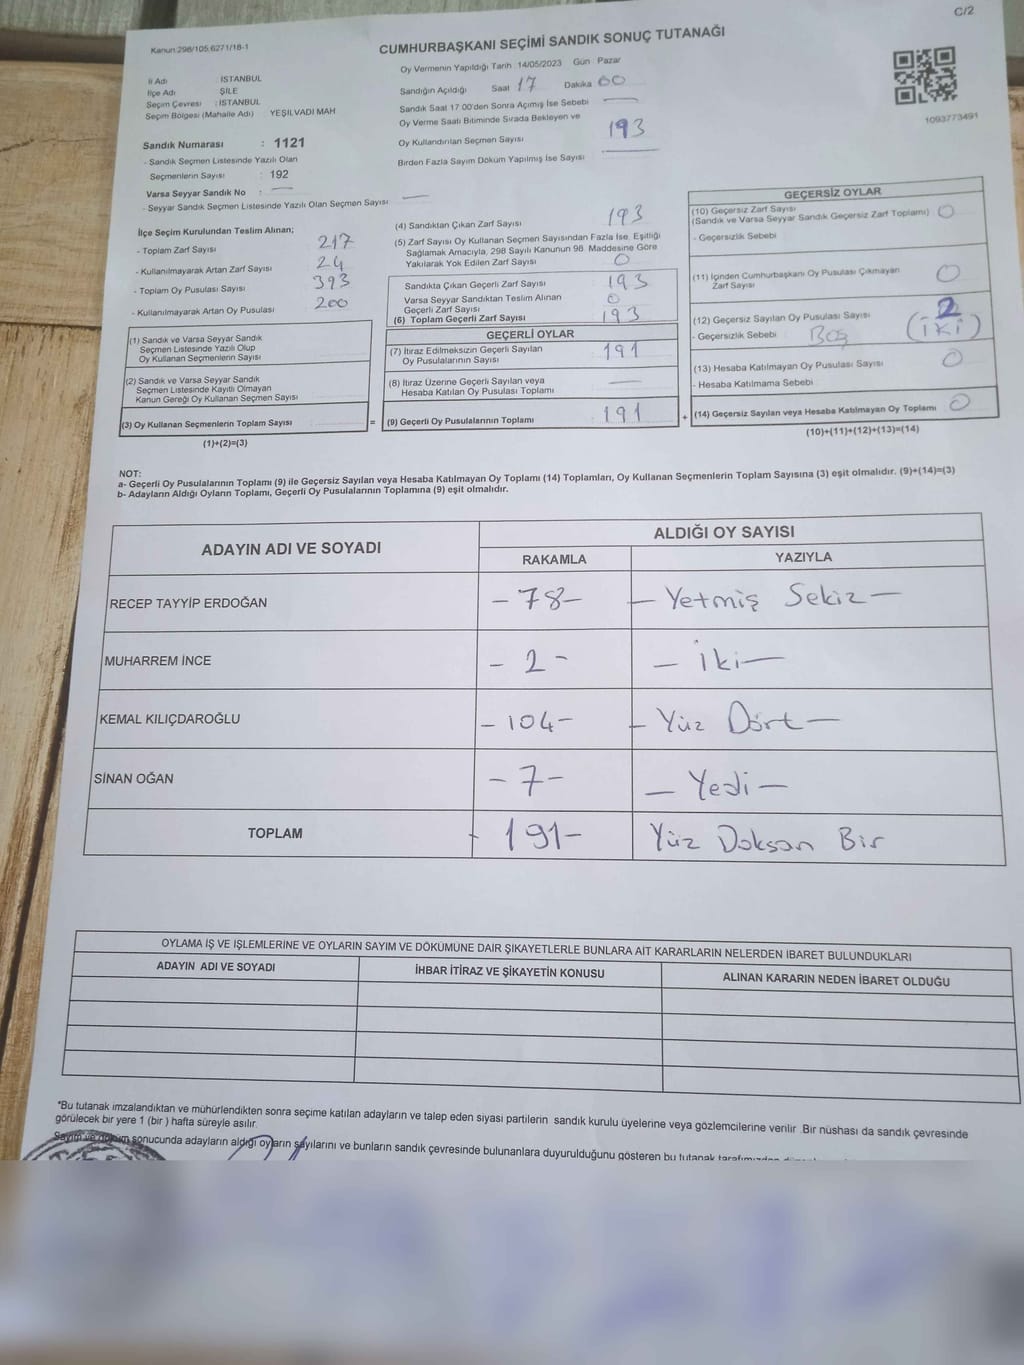 C/2
Kanun:298/105,6271/18-1
CUMHURBAŞKANI SEÇİMİ SANDIK SONUÇ TUTANAĞI
İl Adı İSTANBUL
İlçe Adı ŞİLE
Seçim Çevresi : İSTANBUL
Seçim Bölgesi (Mahalle Adı) YEŞİLVADİ MAH
Sandık Numarası : 1121
- Sandık Seçmen Listesinde Yazılı Olan
Seçmenlerin Sayısı : 192
Varsa Seyyar Sandık No : —
- Seyyar Sandık Seçmen Listesinde Yazılı Olan Seçmen Sayısı —
Oy Vermenin Yapıldığı Tarih 14/05/2023 Gün Pazar
Sandığın Açıldığı Saat 17 Dakika 00
Sandık Saat 17:00'den Sonra Açımış İse Sebebi —
Oy Verme Saati Bitiminde Sırada Bekleyen ve
Oy Kullandırılan Seçmen Sayısı 193
Birden Fazla Sayım Döküm Yapılmış İse Sayısı —
1093773491
İlçe Seçim Kurulundan Teslim Alınan;
- Toplam Zarf Sayısı 217
- Kullanılmayarak Artan Zarf Sayısı 24
- Toplam Oy Pusulası Sayısı 393
- Kullanılmayarak Artan Oy Pusulası 200
(1) Sandık ve Varsa Seyyar Sandık
Seçmen Listesinde Yazılı Olup
Oy Kullanan Seçmenlerin Sayısı
(2) Sandık ve Varsa Seyyar Sandık
Seçmen Listesinde Kayıtlı Olmayan
Kanun Gereği Oy Kullanan Seçmen Sayısı
(3) Oy Kullanan Seçmenlerin Toplam Sayısı =
(1)+(2)=(3)
(4) Sandıktan Çıkan Zarf Sayısı 193
(5) Zarf Sayısı Oy Kullanan Seçmen Sayısından Fazla İse, Eşitliği
Sağlamak Amacıyla, 298 Sayılı Kanunun 98. Maddesine Göre
Yakılarak Yok Edilen Zarf Sayısı 0
Sandıkta Çıkan Geçerli Zarf Sayısı 193
Varsa Seyyar Sandıktan Teslim Alınan
Geçerli Zarf Sayısı 0
(6) Toplam Geçerli Zarf Sayısı 193
GEÇERLİ OYLAR
(7) İtiraz Edilmeksizin Geçerli Sayılan
Oy Pusulalarının Sayısı 191
(8) İtiraz Üzerine Geçerli Sayılan veya
Hesaba Katılan Oy Pusulası Toplamı —
(9) Geçerli Oy Pusulalarının Toplamı 191 +
GEÇERSİZ OYLAR
(10) Geçersiz Zarf Sayısı
(Sandık ve Varsa Seyyar Sandık Geçersiz Zarf Toplamı) 0
- Geçersizlik Sebebi
(11) İçinden Cumhurbaşkanı Oy Pusulası Çıkmayan
Zarf Sayısı 0
(12) Geçersiz Sayılan Oy Pusulası Sayısı 2
- Geçersizlik Sebebi Boş (iki)
(13) Hesaba Katılmayan Oy Pusulası Sayısı 0
- Hesaba Katılmama Sebebi
(14) Geçersiz Sayılan veya Hesaba Katılmayan Oy Toplamı 0
(10)+(11)+(12)+(13)=(14)
NOT:
a- Geçerli Oy Pusulalarının Toplamı (9) ile Geçersiz Sayılan veya Hesaba Katılmayan Oy Toplamı (14) Toplamları, Oy Kullanan Seçmenlerin Toplam Sayısına (3) eşit olmalıdır. (9)+(14)=(3)
b- Adayların Aldığı Oyların Toplamı, Geçerli Oy Pusulalarının Toplamına (9) eşit olmalıdır.
ADAYIN ADI VE SOYADI
ALDIĞI OY SAYISI
RAKAMLA YAZIYLA
RECEP TAYYİP ERDOĞAN -78- - Yetmiş Sekiz -
MUHARREM İNCE - 2 - - İki -
KEMAL KILIÇDAROĞLU -104- - Yüz Dört -
SİNAN OĞAN -7- - Yedi -
TOPLAM - 191- Yüz Doksan Bir
OYLAMA İŞ VE İŞLEMLERİNE VE OYLARIN SAYIM VE DÖKÜMÜNE DAİR ŞİKAYETLERLE BUNLARA AİT KARARLARIN NELERDEN İBARET BULUNDUKLARI
ADAYIN ADI VE SOYADI İHBAR İTİRAZ VE ŞİKAYETİN KONUSU ALINAN KARARIN NEDEN İBARET OLDUĞU
*Bu tutanak imzalandıktan ve mühürlendikten sonra seçime katılan adayların ve talep eden siyasi partilerin sandık kurulu üyelerine veya gözlemcilerine verilir. Bir nüshası da sandık çevresinde
görülecek bir yere 1 (bir ) hafta süreyle asılır.
Sayım ve döküm sonucunda adayların aldığı oyların sayılarını ve bunların sandık çevresinde bulunanlara duyurulduğunu gösteren bu tutanak